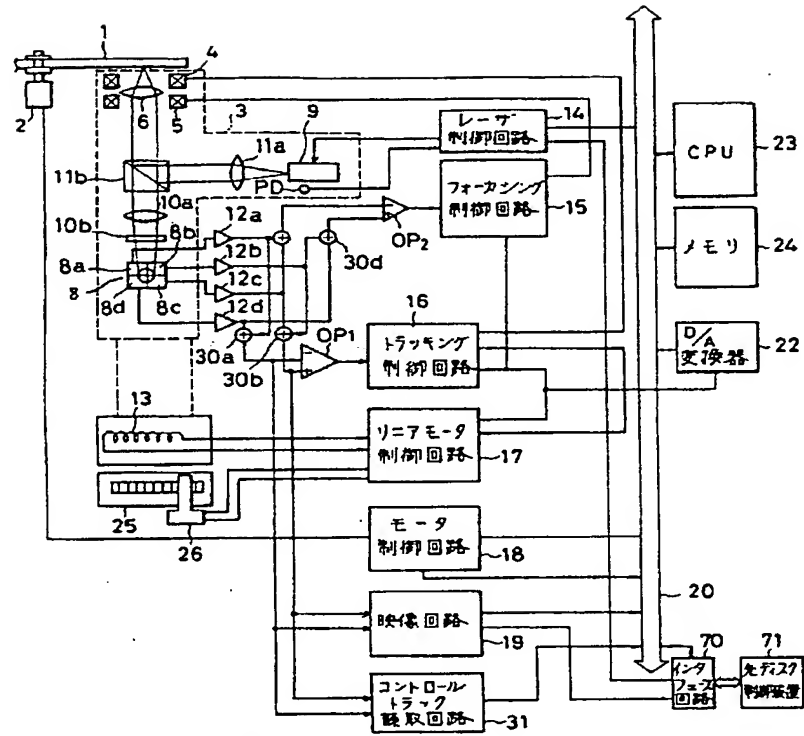 1
4
2
6
5
3
11a
9
レーザ
制御回路
14
CPU
23
11b
PD
フォーカシング
制御回路
15
10a
10b
12a
OP2
メモリ
24
8a
8b
12b
30d
8
12c
8d
8c
12d
16
30a
30b
OP1
トラッキング
制御回路
D/A
変換器
22
13
リニアモータ
制御回路
17
25
26
モータ
制御回路
18
20
映像回路
19
70
71
インタ
フェース
回路
光ディスク
制御装置
コントロール
トラック
読取回路
31